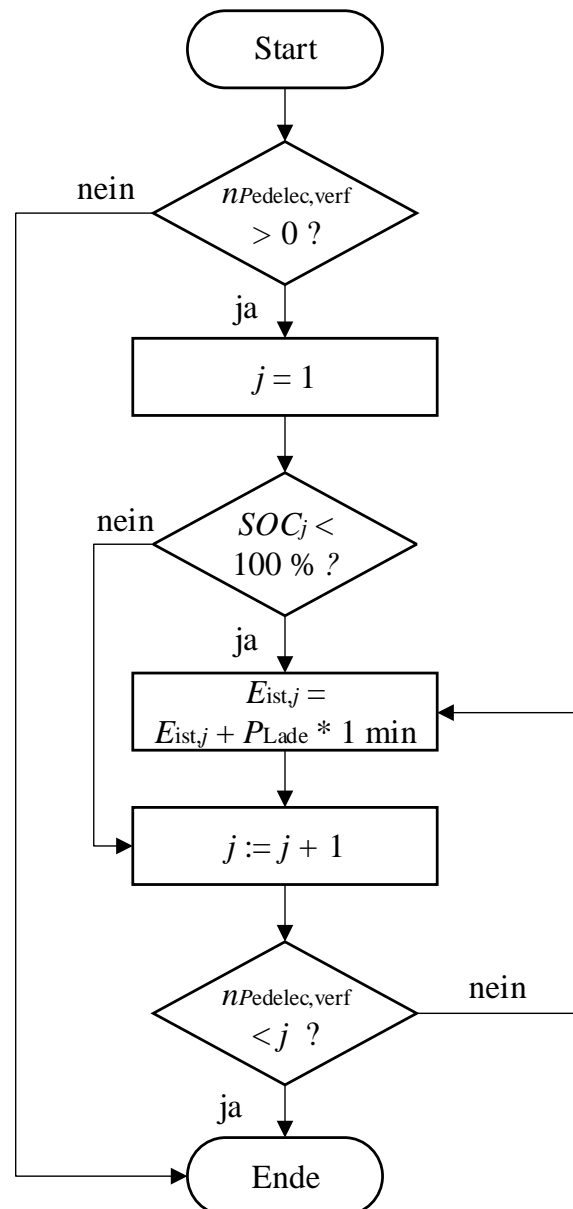 Start
nein
nPedelec,verf
> 0 ?
ja
j = 1
nein
SOCj <
100 % ?
ja
Eist,j =
Eist,j + PLade * 1 min
j := j + 1
nPedelec,verf
< j ?
nein
ja
Ende